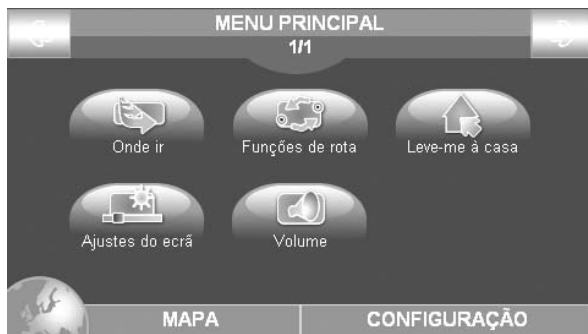 MENU PRINCIPAL
1/1
Onde ir
Funções de rota
Leve-me à casa
Ajustes do ecrã
Volume
MAPA
CONFIGURAÇÃO